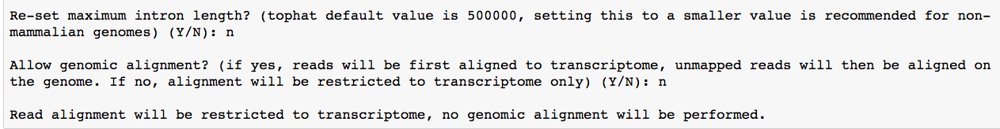 Re-set maximum intron length? (tophat default value is 500000, setting this to a smaller value is recommended for non-
mammalian genomes) (Y/N): n
Allow genomic alignment? (if yes, reads will be first aligned to transcriptome, unmapped reads will then be aligned on
the genome. If no, alignment will be restricted to transcriptome only) (Y/N): n
Read alignment will be restricted to transcriptome, no genomic alignment will be performed.